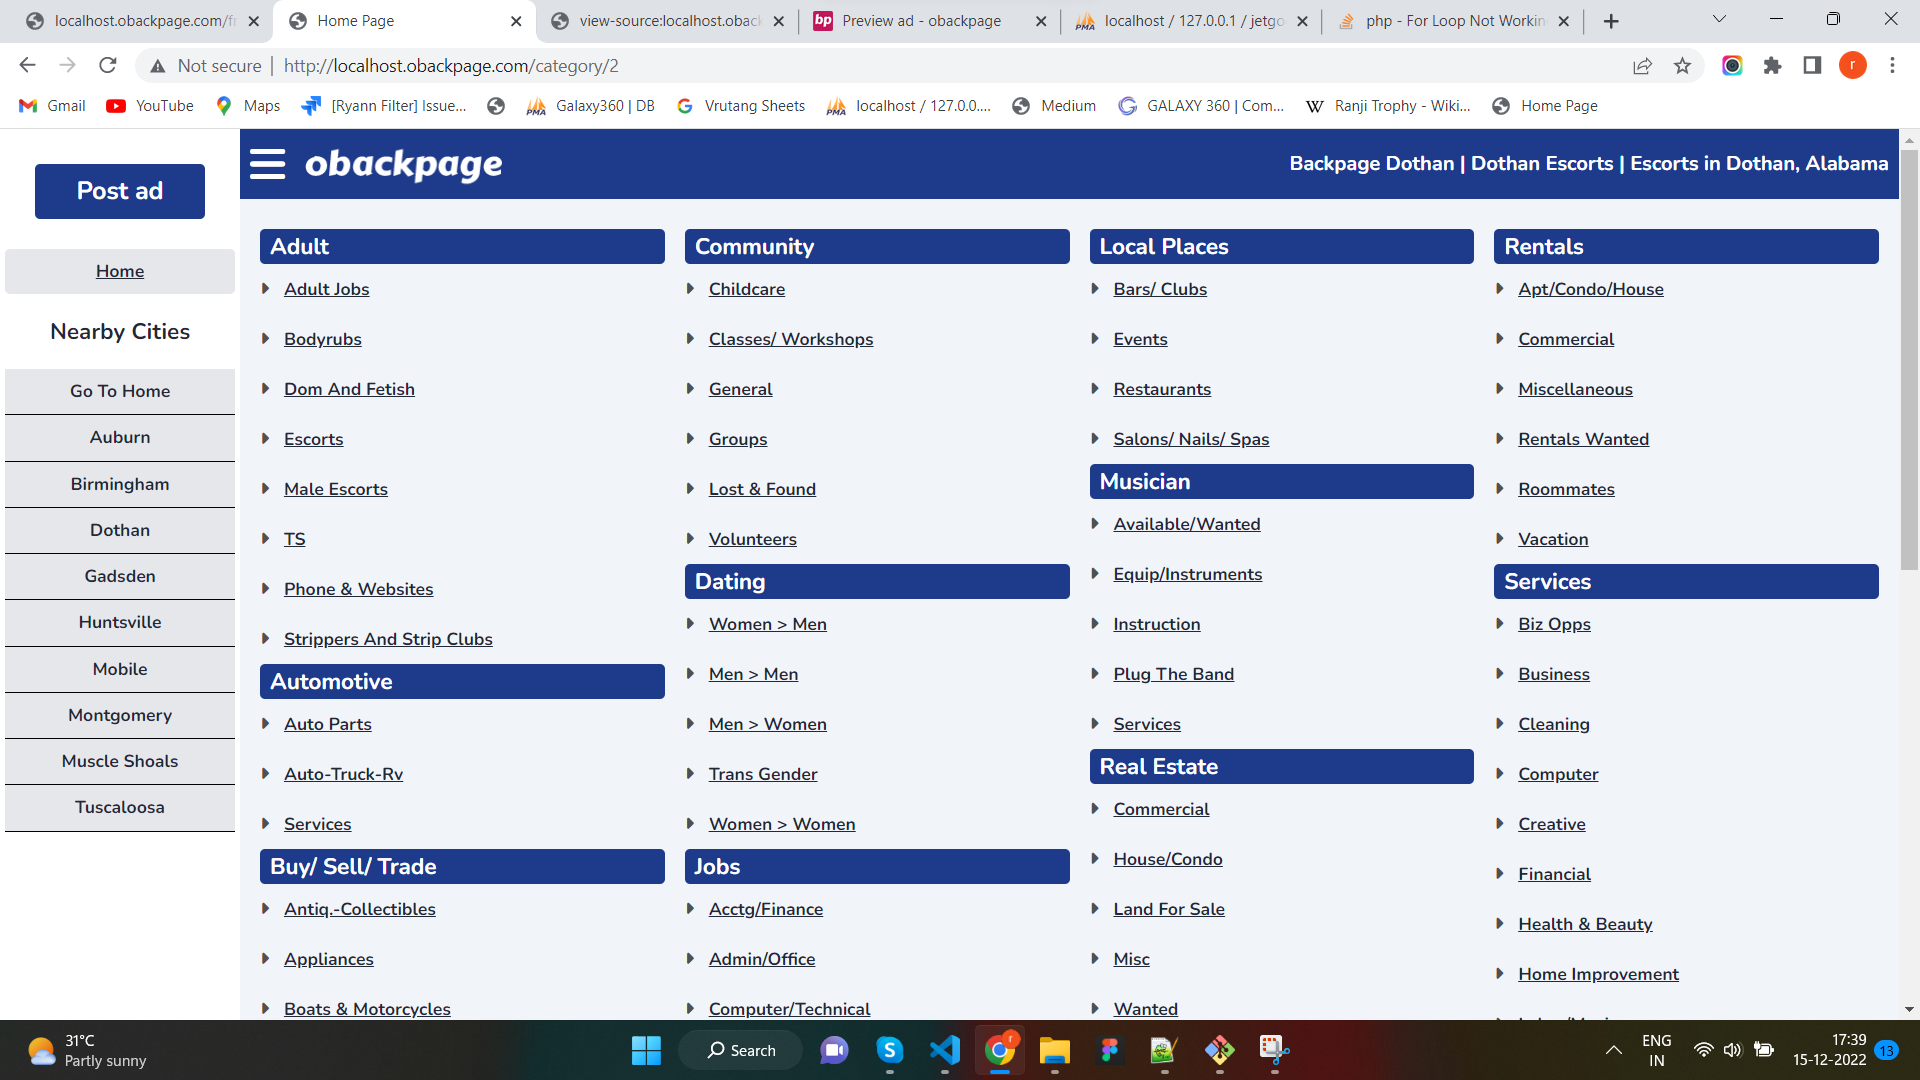 localhost.obackpage.com/fr
Home Page
view-source:localhost.oback
bp Preview ad - obackpage
PMA localhost / 127.0.0.1 / jetgo
php - For Loop Not Workin
Not secure | http://localhost.obackpage.com/category/2
r
Gmail
YouTube
Maps
[Ryann Filter] Issue...
PMA Galaxy360 | DB
Vrutang Sheets
PMA localhost / 127.0.0....
Medium
GALAXY 360 | Com...
W Ranji Trophy - Wiki...
Home Page
Post ad
Home
Nearby Cities
Go To Home
Auburn
Birmingham
Dothan
Gadsden
Huntsville
Mobile
Montgomery
Muscle Shoals
Tuscaloosa
obackpage
Backpage Dothan | Dothan Escorts | Escorts in Dothan, Alabama
Adult
Adult Jobs
Bodyrubs
Dom And Fetish
Escorts
Male Escorts
TS
Phone & Websites
Strippers And Strip Clubs
Automotive
Auto Parts
Auto-Truck-Rv
Services
Buy/ Sell/ Trade
Antiq.-Collectibles
Appliances
Boats & Motorcycles
Community
Childcare
Classes/ Workshops
General
Groups
Lost & Found
Volunteers
Dating
Women > Men
Men > Men
Men > Women
Trans Gender
Women > Women
Jobs
Acctg/Finance
Admin/Office
Computer/Technical
Local Places
Bars/ Clubs
Events
Restaurants
Salons/ Nails/ Spas
Musician
Available/Wanted
Equip/Instruments
Instruction
Plug The Band
Services
Real Estate
Commercial
House/Condo
Land For Sale
Misc
Wanted
Rentals
Apt/Condo/House
Commercial
Miscellaneous
Rentals Wanted
Roommates
Vacation
Services
Biz Opps
Business
Cleaning
Computer
Creative
Financial
Health & Beauty
Home Improvement
31°C
Partly sunny
Search
r
ENG
IN
17:39
15-12-2022
13